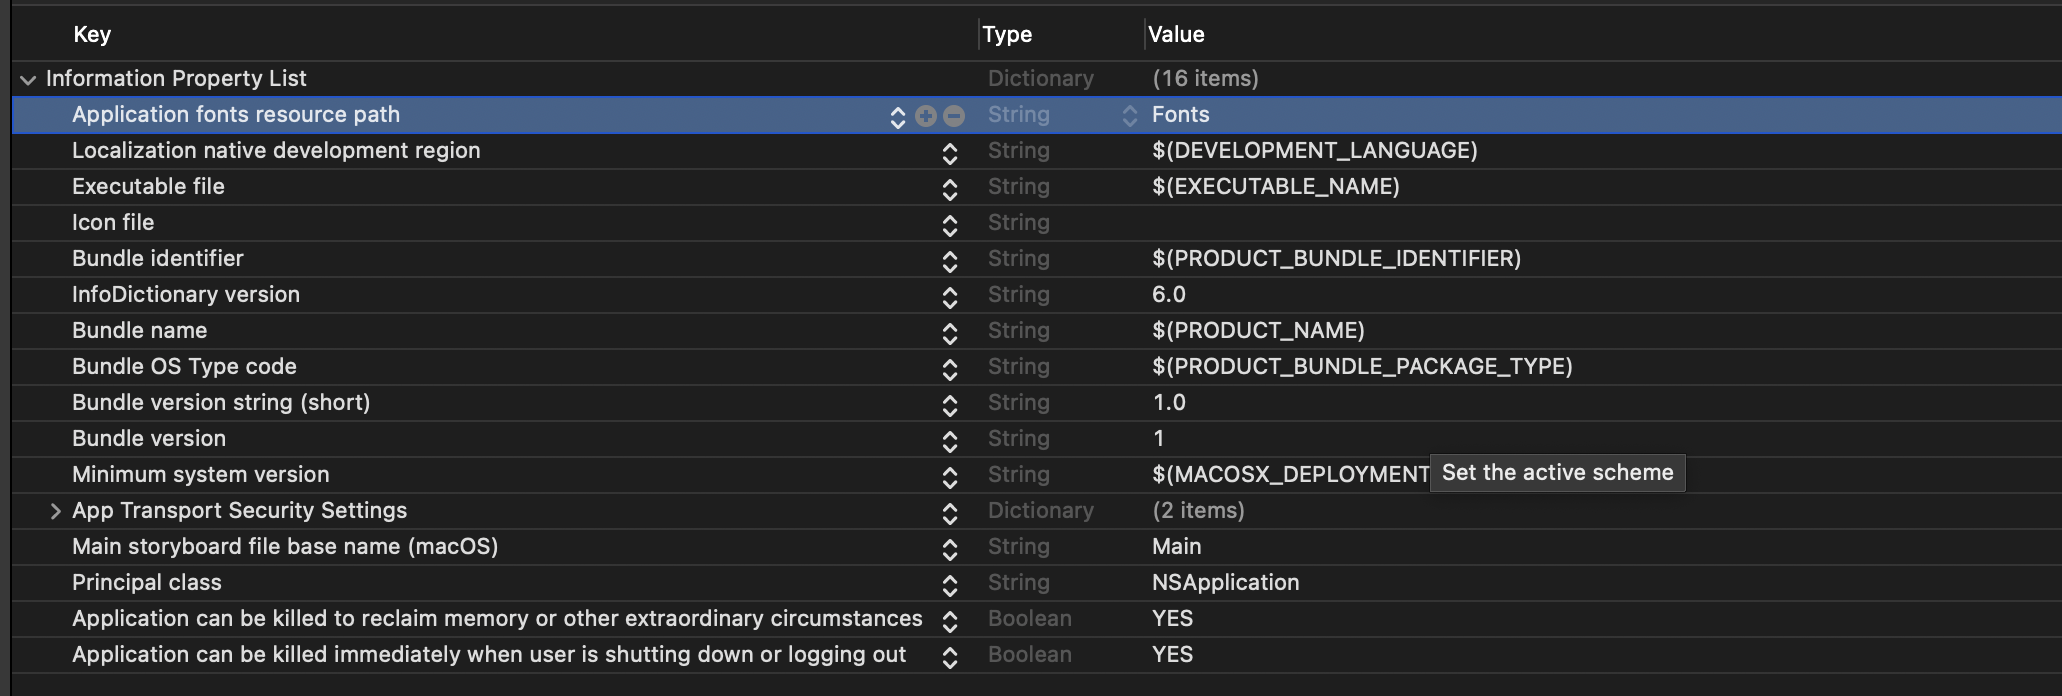 Key Type Value
Information Property List Dictionary (16 items)
Application fonts resource path String Fonts
Localization native development region String $(DEVELOPMENT_LANGUAGE)
Executable file String $(EXECUTABLE_NAME)
Icon file String
Bundle identifier String $(PRODUCT_BUNDLE_IDENTIFIER)
InfoDictionary version String 6.0
Bundle name String $(PRODUCT_NAME)
Bundle OS Type code String $(PRODUCT_BUNDLE_PACKAGE_TYPE)
Bundle version string (short) String 1.0
Bundle version String 1
Minimum system version String $(MACOSX_DEPLOYMENT Set the active scheme
App Transport Security Settings Dictionary (2 items)
Main storyboard file base name (macOS) String Main
Principal class String NSApplication
Application can be killed to reclaim memory or other extraordinary circumstances Boolean YES
Application can be killed immediately when user is shutting down or logging out Boolean YES